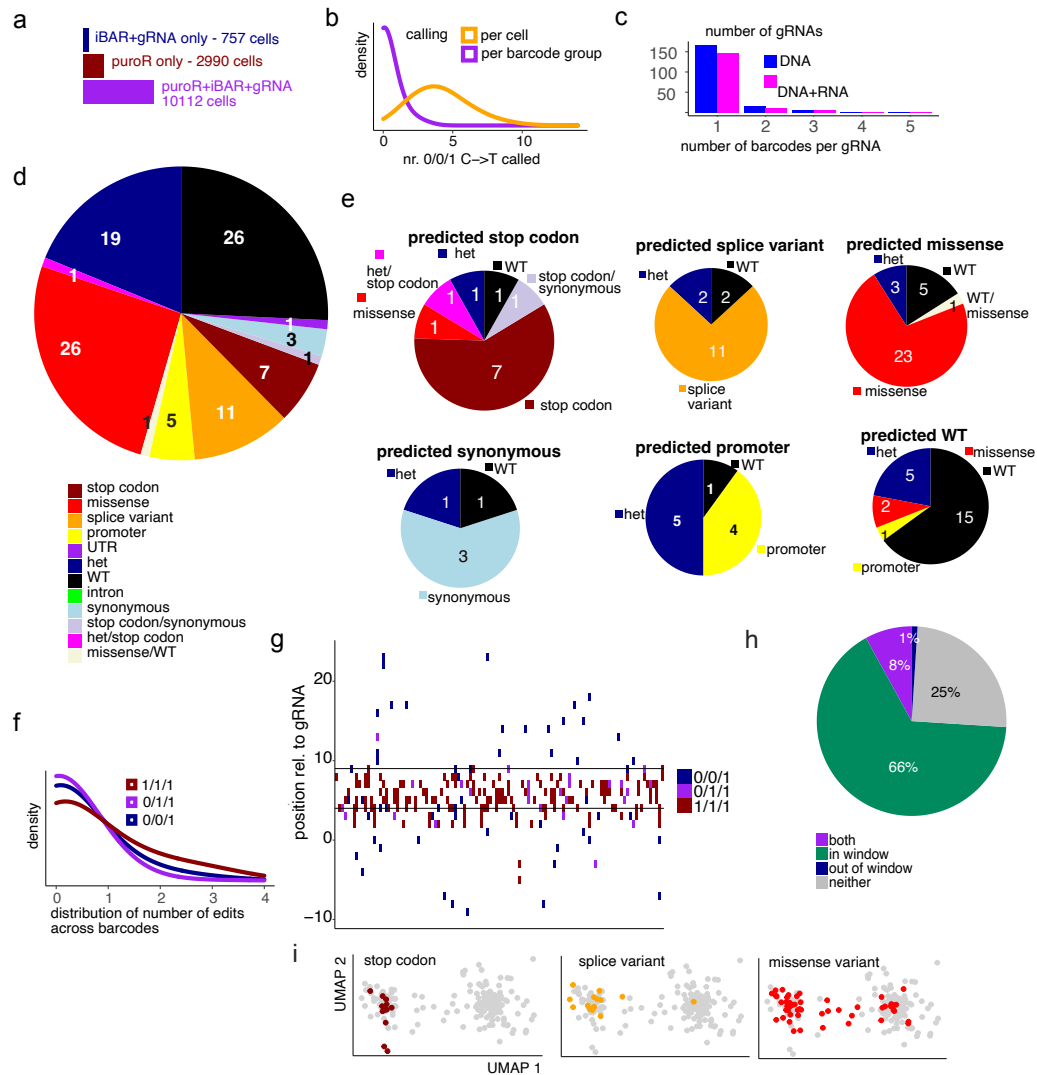 a
iBAR+gRNA only - 757 cells
puroR only - 2990 cells
puroR+iBAR+gRNA
10112 cells
b
density
calling
per cell
per barcode group
0
5
10
nr. 0/0/1 C->T called
c
number of gRNAs
150
100
50
DNA
DNA+RNA
1
2
3
4
5
number of barcodes per gRNA
d
19
26
1
1
3
1
26
7
1
5
11
stop codon
missense
splice variant
promoter
UTR
het
WT
intron
synonymous
stop codon/synonymous
het/stop codon
missense/WT
e
predicted stop codon
het
WT
het/
stop codon
stop codon/
synonymous
missense
1
1
1
1
1
7
stop codon
predicted splice variant
het
WT
2
2
11
splice
variant
predicted missense
het
WT
WT/
missense
3
5
1
23
missense
predicted synonymous
het
WT
1
1
3
synonymous
predicted promoter
WT
het
1
5
4
promoter
predicted WT
het
missense
WT
5
2
15
1
promoter
f
density
1/1/1
0/1/1
0/0/1
0
1
2
3
4
distribution of number of edits
across barcodes
g
position rel. to gRNA
20
10
0
−10
0/0/1
0/1/1
1/1/1
h
1%
8%
25%
66%
both
in window
out of window
neither
i
UMAP 2
stop codon
splice variant
missense variant
UMAP 1